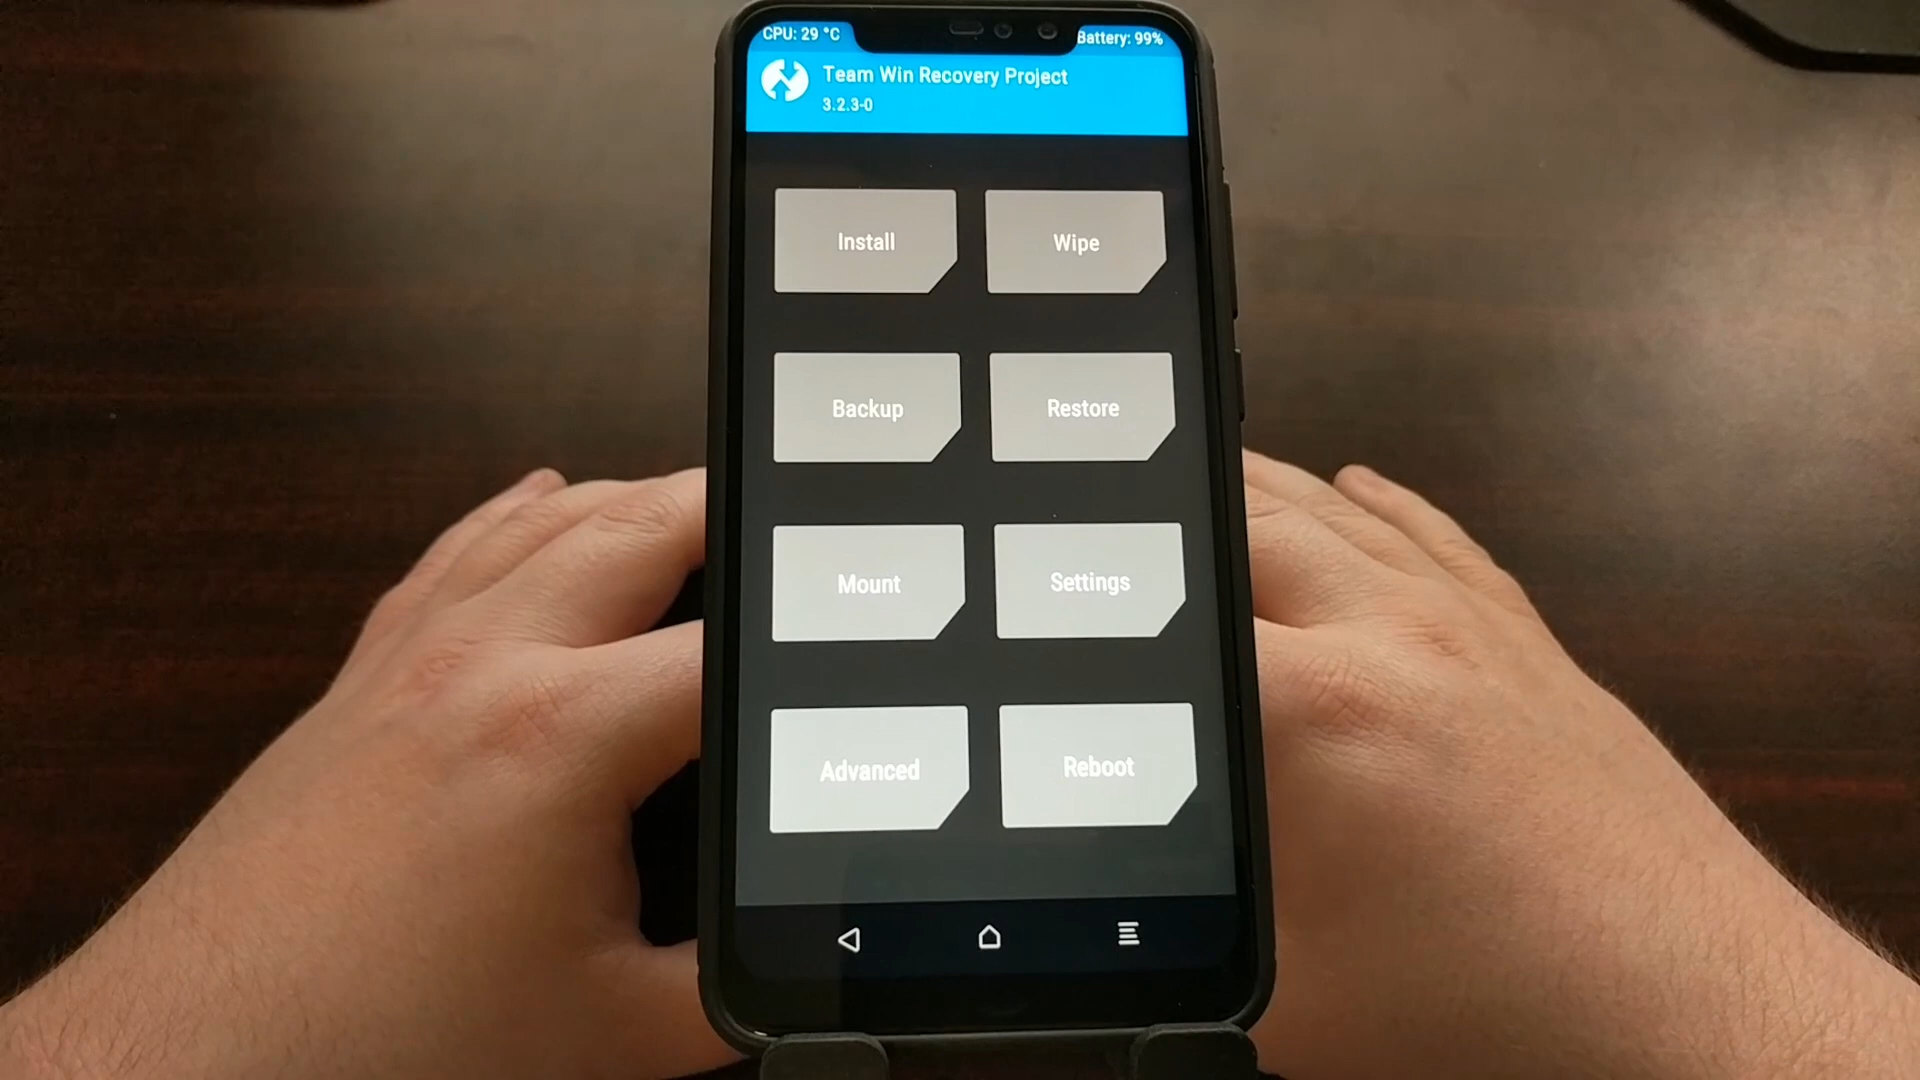 CPU: 29 °C
Battery: 99%
Team Win Recovery Project
3.2.3-0
Install
Wipe
Backup
Restore
Mount
Settings
Advanced
Reboot